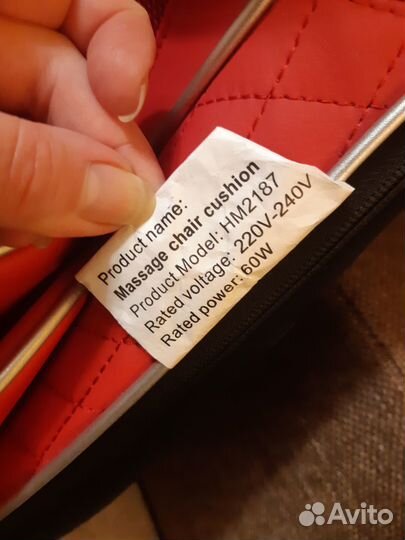 Product name:
Massage chair cushion
Product Model: HM2187
Rated voltage: 220V-240V
Rated power: 60W
Avito